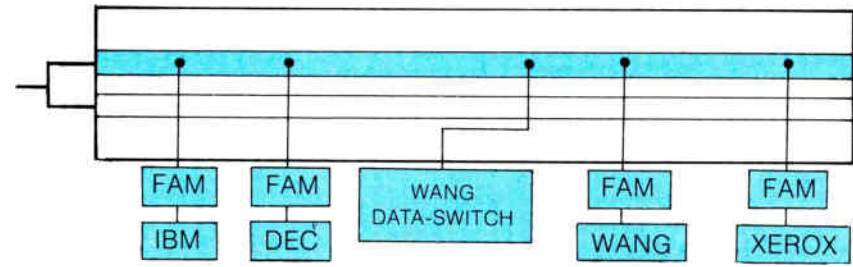 FAM
FAM
WANG
DATA-SWITCH
FAM
FAM
IBM
DEC
WANG
XEROX